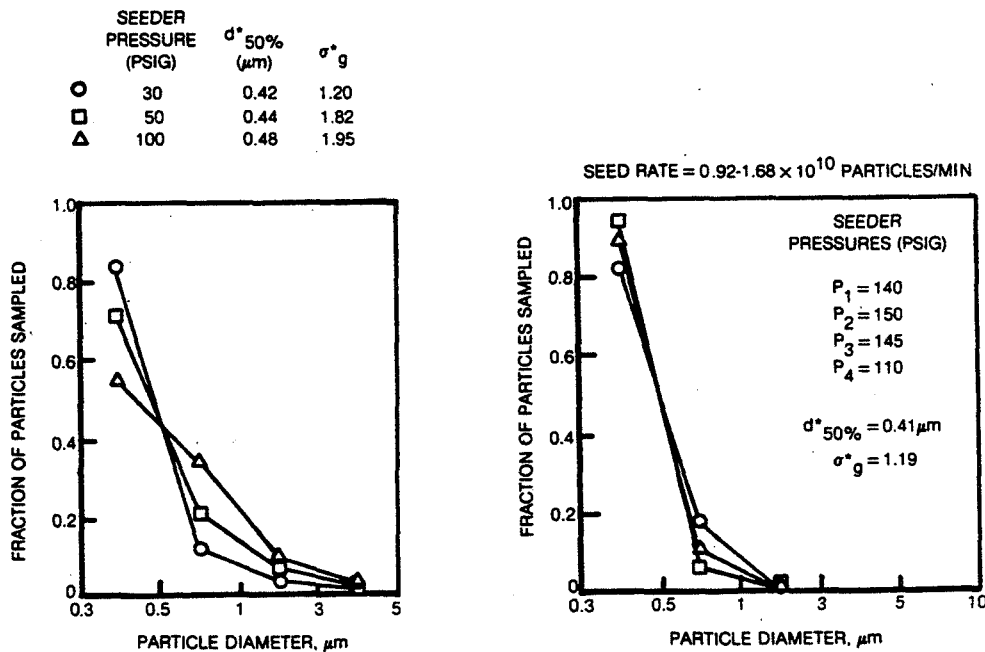 SEEDER
PRESSURE
(PSIG)
d*50%
(μm)
σ*g
30 0.42 1.20
50 0.44 1.82
100 0.48 1.95
1.0
0.8
0.6
0.4
0.2
0
0.3 0.5 1 3 5
FRACTION OF PARTICLES SAMPLED
PARTICLE DIAMETER, μm
SEED RATE = 0.92-1.68 × 10^10 PARTICLES/MIN
1.0
0.8
0.6
0.4
0.2
0
0.3 0.5 1 3 5 10
FRACTION OF PARTICLES SAMPLED
PARTICLE DIAMETER, μm
SEEDER
PRESSURES (PSIG)
P1 = 140
P2 = 150
P3 = 145
P4 = 110
d*50% = 0.41μm
σ*g = 1.19